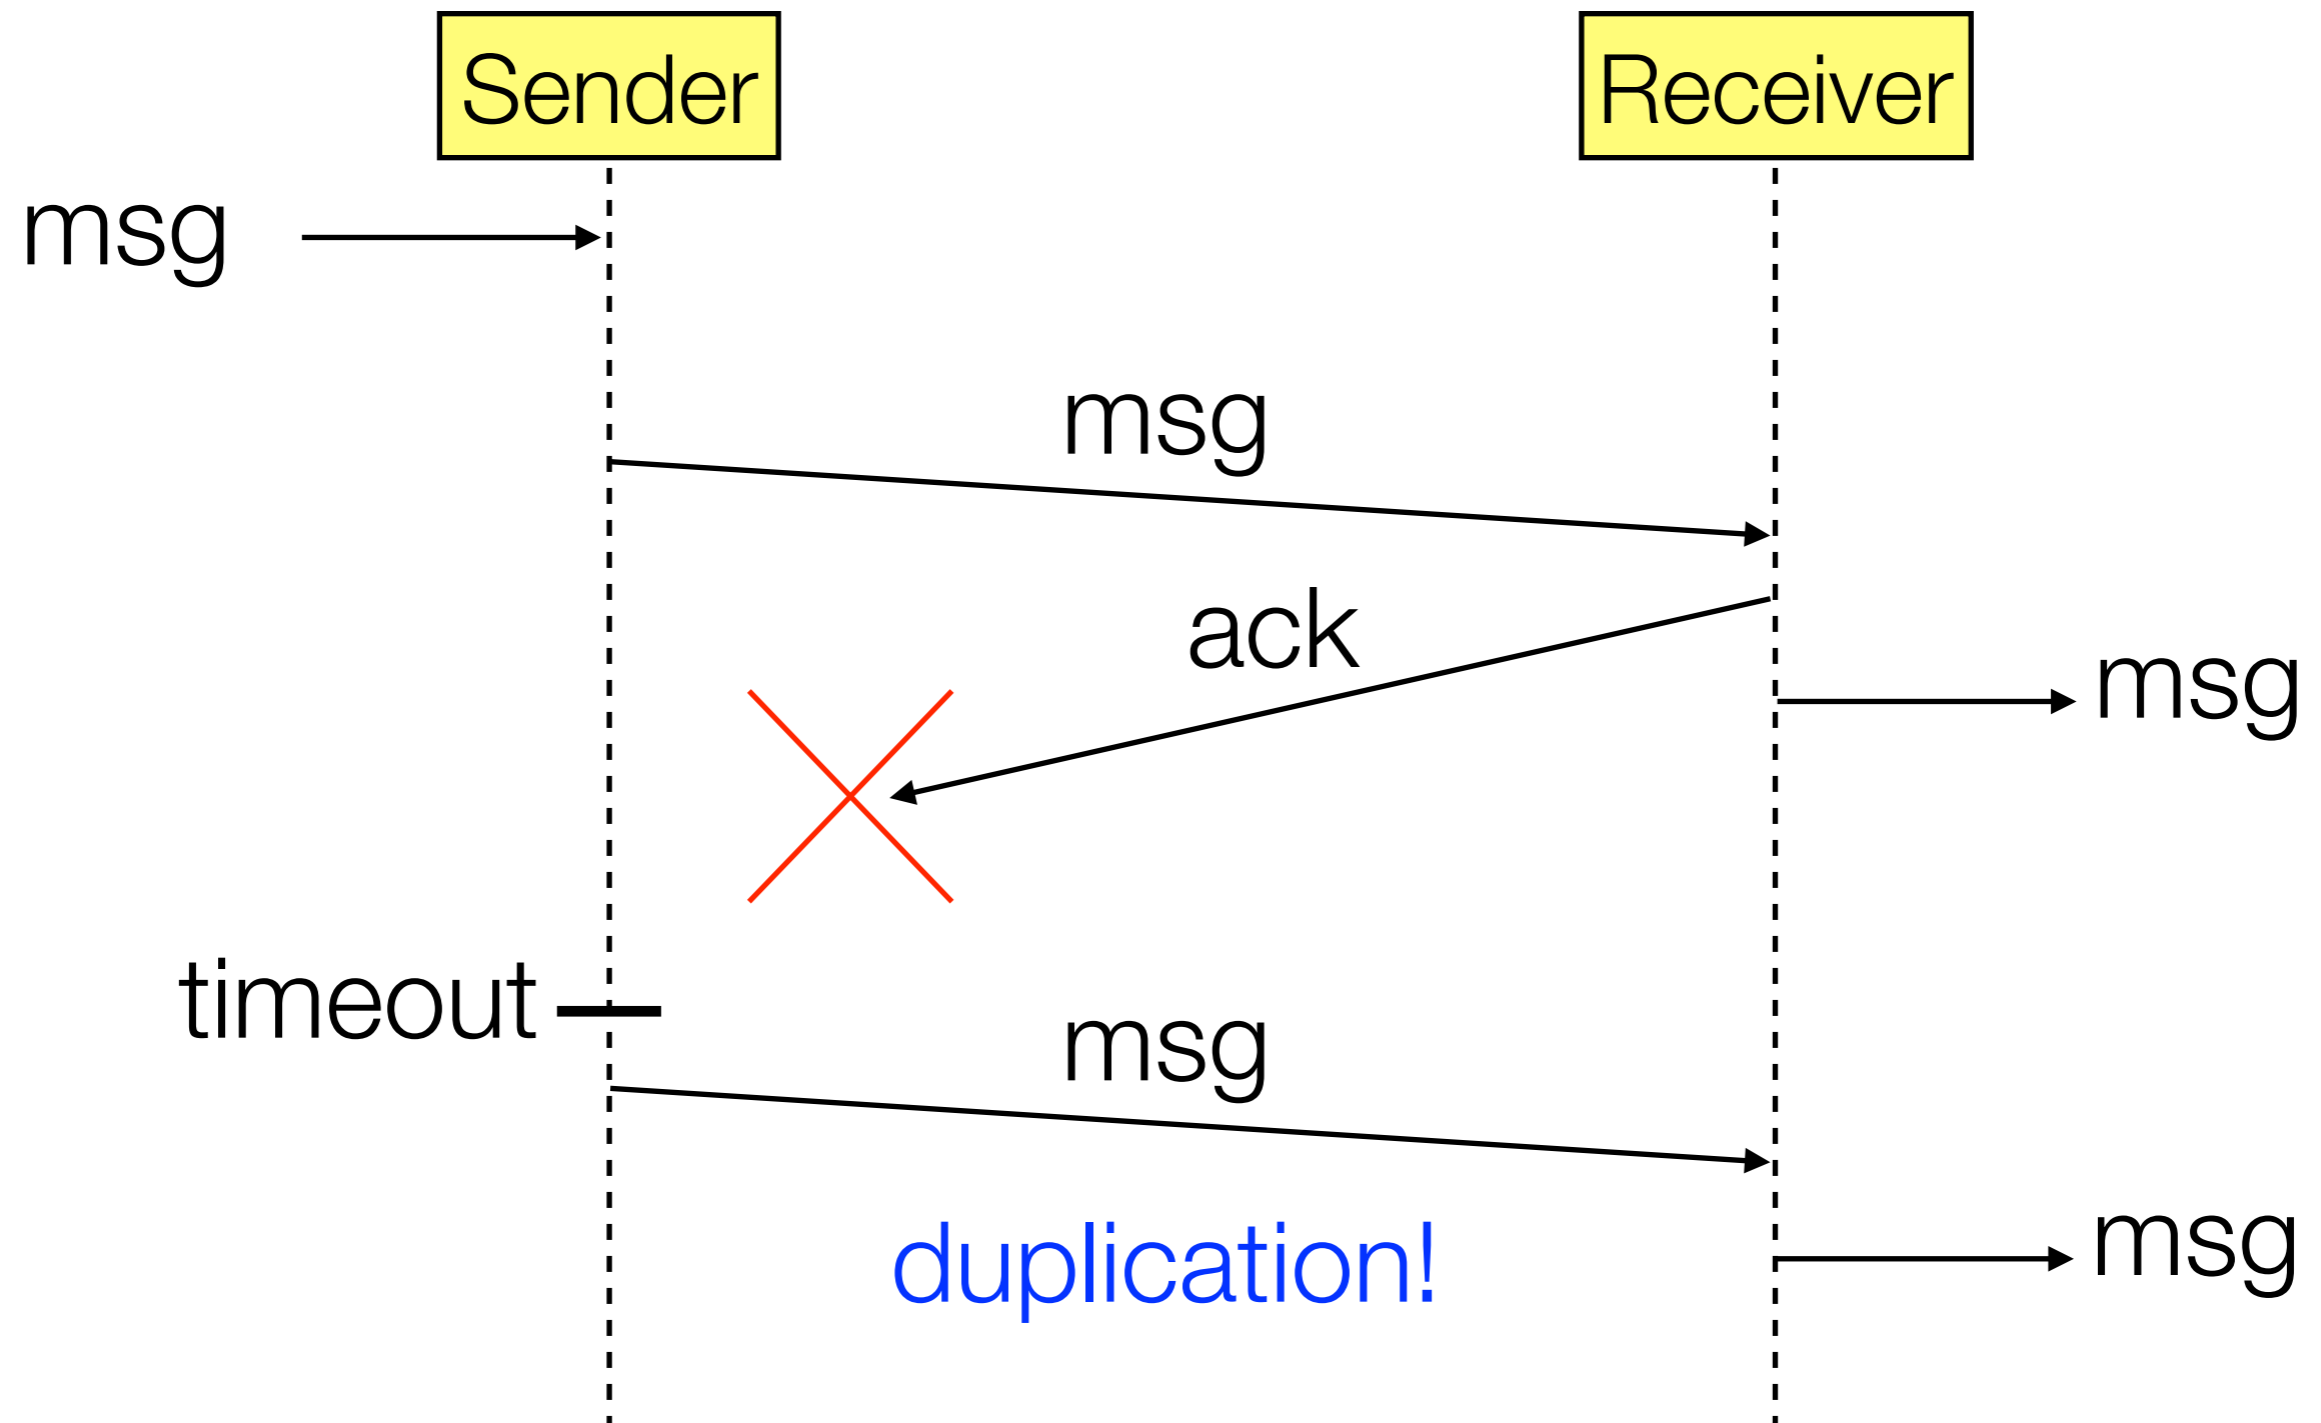 Sender
Receiver
msg
msg
ack
msg
timeout
msg
duplication!
msg